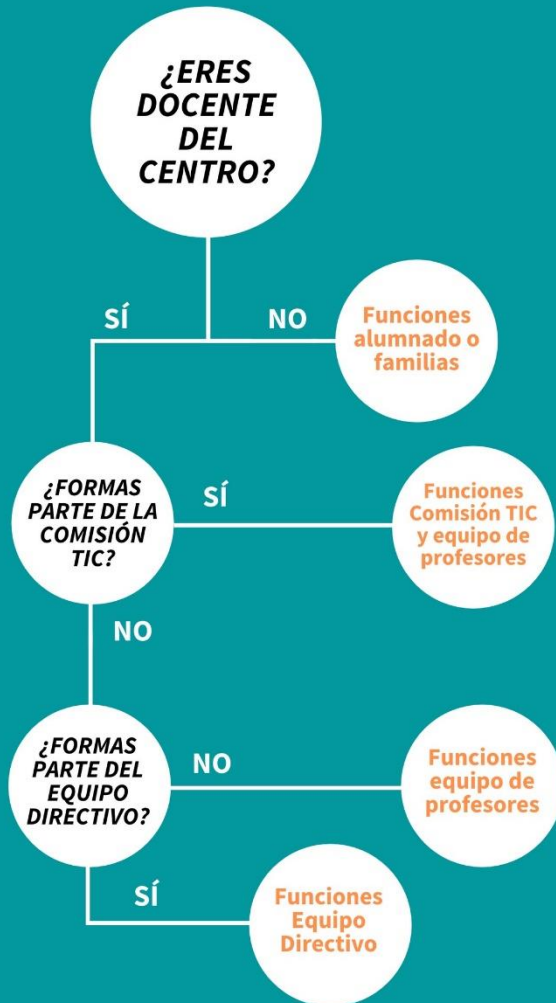 ¿ERES
DOCENTE
DEL
CENTRO?
SÍ
NO
Funciones
alumnado o
familias
¿FORMAS
PARTE DE LA
COMISIÓN
TIC?
SÍ
Funciones
Comisión TIC
y equipo de
profesores
NO
¿FORMAS
PARTE DEL
EQUIPO
DIRECTIVO?
NO
Funciones
equipo de
profesores
SÍ
Funciones
Equipo
Directivo